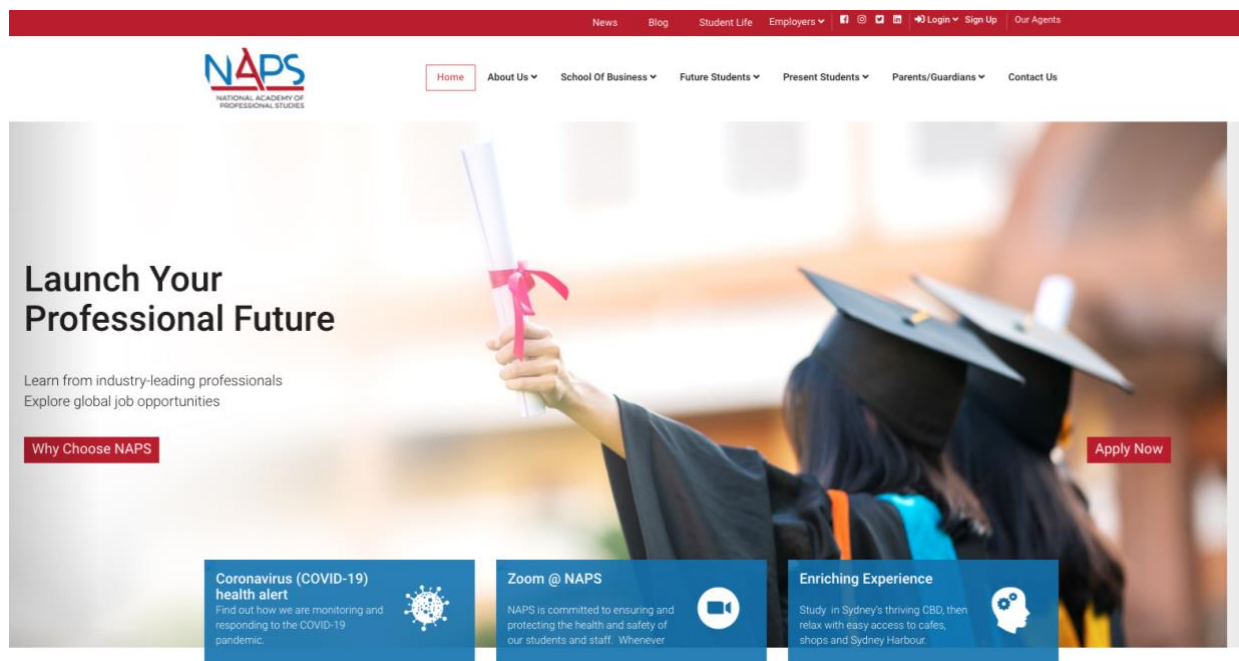 News Blog Student Life Employers Login Sign Up Our Agents
NAPS
NATIONAL ACADEMY OF
PROFESSIONAL STUDIES
Home About Us School Of Business Future Students Present Students Parents/Guardians Contact Us
Launch Your
Professional Future
Learn from industry-leading professionals
Explore global job opportunities
Why Choose NAPS
Apply Now
Coronavirus (COVID-19)
health alert
Find out how we are monitoring and
responding to the COVID-19
pandemic.
Zoom @ NAPS
NAPS is committed to ensuring and
protecting the health and safety of
our students and staff. Whenever
Enriching Experience
Study in Sydney's thriving CBD, then
relax with easy access to cafes,
shops and Sydney Harbour.